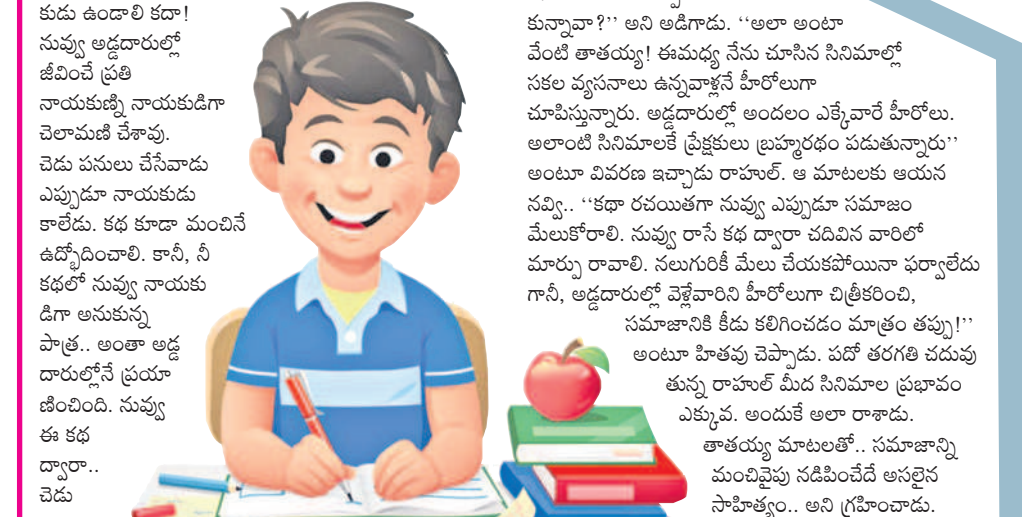 కుడు ఉండాలి కదా!
నువ్వు అడ్డదారుల్లో
జీవించే ప్రతి
నాయకుణ్ని నాయకుడిగా
చెలామణి చేశావు.
చెడు పనులు చేసేవాడు
ఎప్పుడూ నాయకుడు
కాలేడు. కథ కూడా మంచినే
ఉద్బోదించాలి. కానీ, నీ
కథలో నువ్వు నాయకు
డిగా అనుకున్న
పాత్ర.. అంతా అడ్డ
దారుల్లోనే ప్రయా
ణించింది. నువ్వు
ఈ కథ
ద్వారా..
చెడు
కున్నావా?'' అని అడిగాడు. ‘‘అలా అంటా
వేంటి తాతయ్యా! ఈమధ్య నేను చూసిన సినిమాల్లో
సకల వ్యసనాలు ఉన్నవాళ్లనే హీరోలుగా
చూపిస్తున్నారు. అడ్డదారుల్లో అందలం ఎక్కేవారే హీరోలు.
అలాంటి సినిమాలకే ప్రేక్షకులు బ్రహ్మరథం పడుతున్నారు’’
అంటూ వివరణ ఇచ్చాడు రాహుల్. ఆ మాటలకు ఆయన
నవ్వి.. ‘‘కథా రచయితగా నువ్వు ఎప్పుడూ సమాజం
మేలుకోరాలి. నువ్వు రాసే కథ ద్వారా చదివిన వారిలో
మార్పు రావాలి. నలుగురికీ మేలు చేయకపోయినా ఫర్వాలేదు
గానీ, అడ్డదారుల్లో వెళ్లేవారిని హీరోలుగా చిత్రీకరించి,
సమాజానికి కీడు కలిగించడం మాత్రం తప్పు!’’
అంటూ హితవు చెప్పాడు. పదో తరగతి చదువు
తున్న రాహుల్ మీద సినిమాల ప్రభావం
ఎక్కువ. అందుకే అలా రాశాడు.
తాతయ్య మాటలతో.. సమాజాన్ని
మంచివైపు నడిపించేదే అసలైన
సాహిత్యం.. అని గ్రహించాడు.